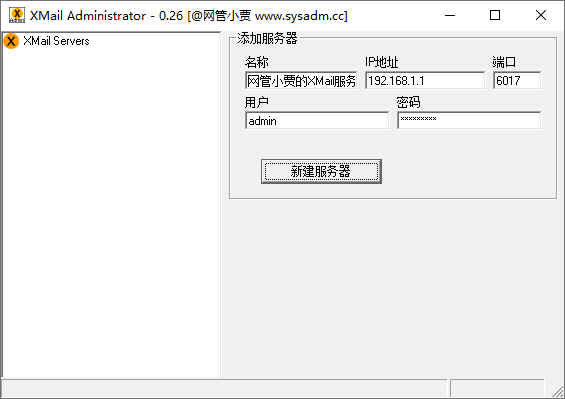 XMail Administrator - 0.26 [@网管小贾 www.sysadm.cc]
XMail Servers
添加服务器
名称 IP地址 端口
网管小贾的XMail服务 192.168.1.1 6017
用户 密码
admin *********
新建服务器